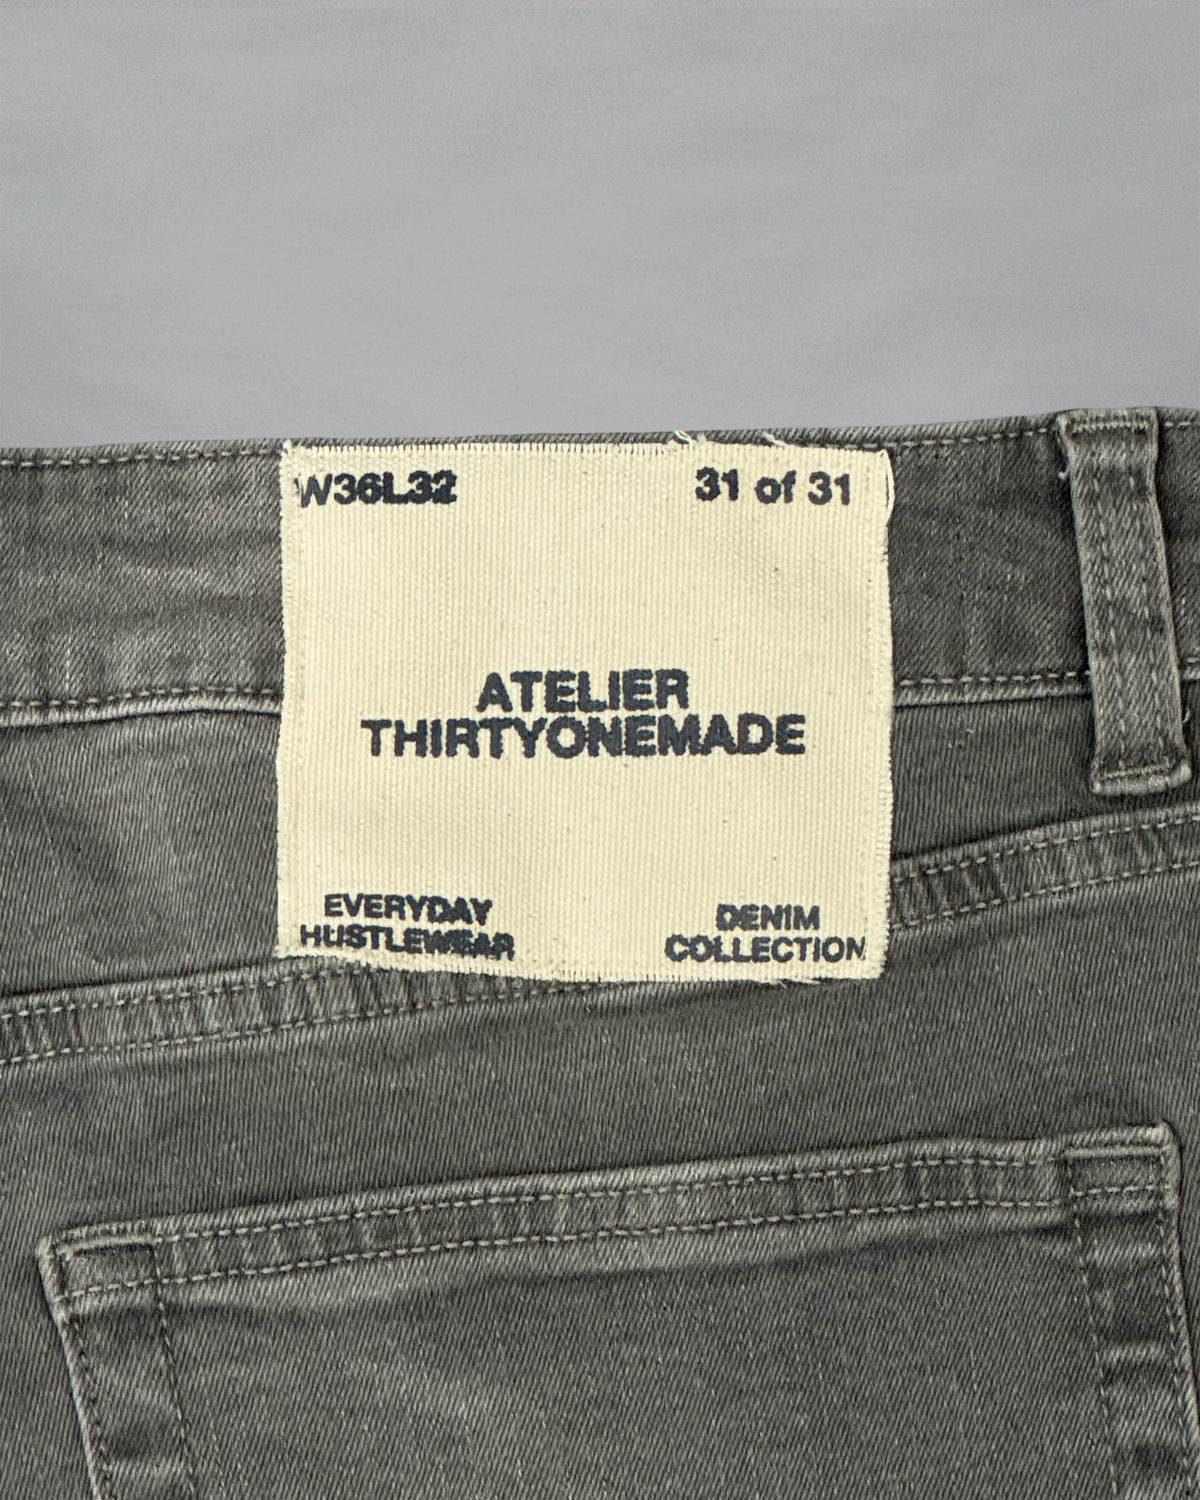 W36L32 31 of 31
ATELIER
THIRTYONEMADE
EVERYDAY
HUSTLEWEAR
DENIM
COLLECTION